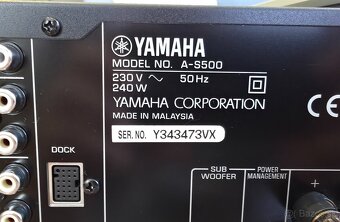 YAMAHA
MODEL NO. A-S500
230 V ~ 50 Hz
240 W
YAMAHA CORPORATION
MADE IN MALAYSIA
SER. NO. Y343473VX
CE
DOCK
SUB WOOFER
POWER MANAGEMENT
+